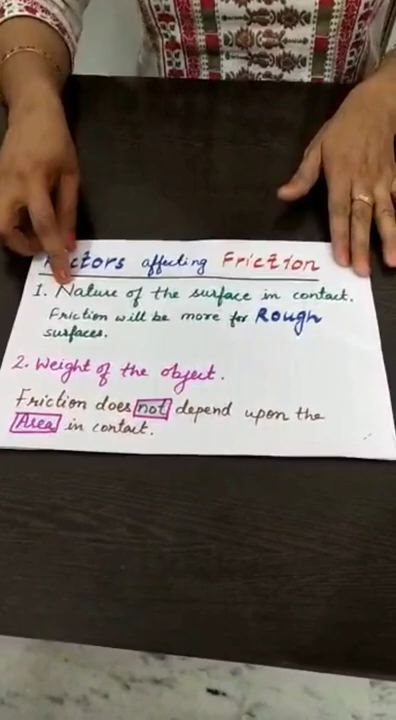 Factors affecting Friction
1. Nature of the surface in contact.
Friction will be more for Rough
surfaces.
2. Weight of the object.
Friction does not depend upon the
Area in contact.